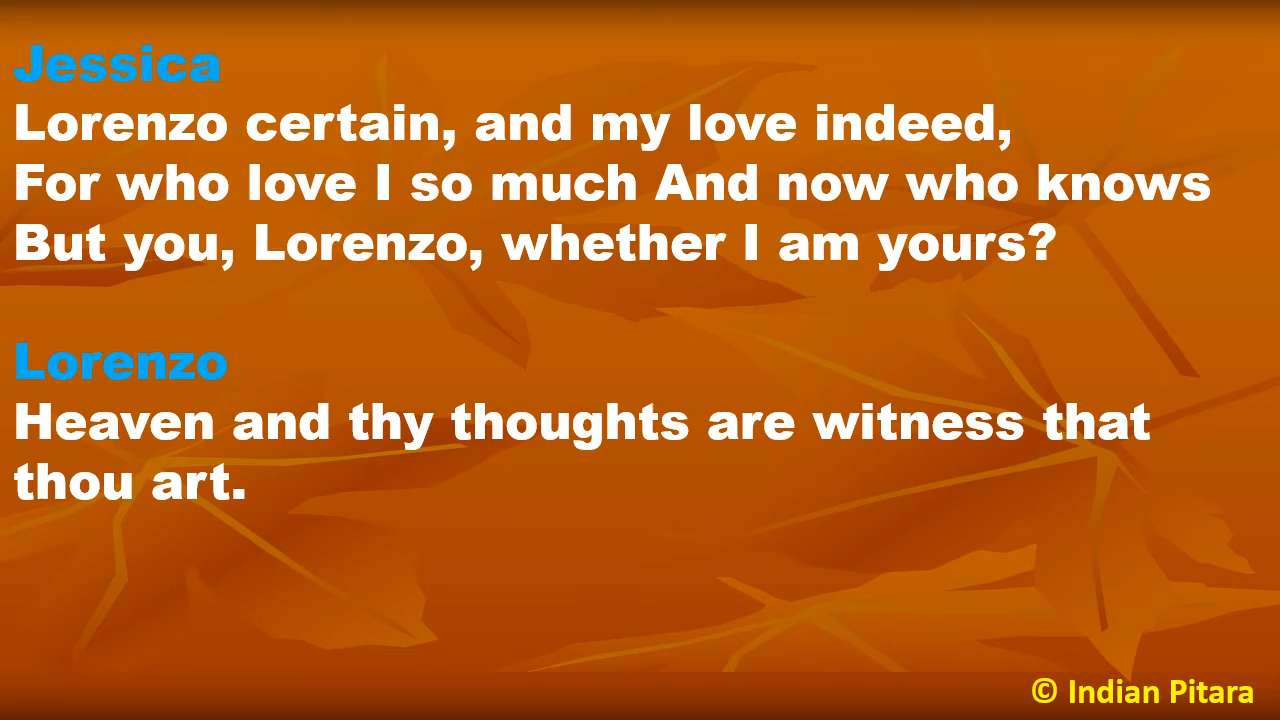 Jessica
Lorenzo certain, and my love indeed,
For who love I so much And now who knows
But you, Lorenzo, whether I am yours?
Lorenzo
Heaven and thy thoughts are witness that
thou art.
© Indian Pitara